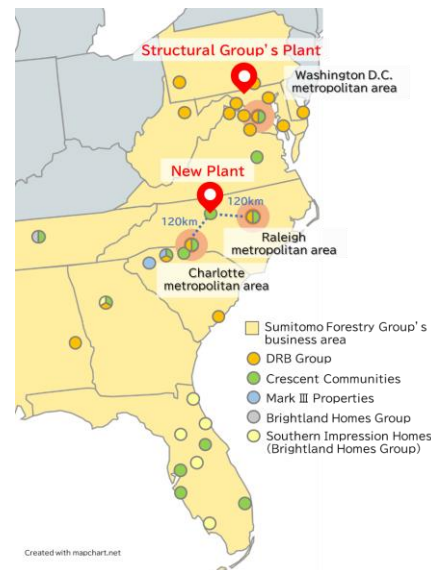 Structural Group's Plant
Washington D.C.
metropolitan area
New Plant
120km
120km
Raleigh
metropolitan area
Charlotte
metropolitan area
Sumitomo Forestry Group's
business area
DRB Group
Crescent Communities
Mark Ⅲ Properties
Brightland Homes Group
Southern Impression Homes
(Brightland Homes Group)
Created with mapchart.net